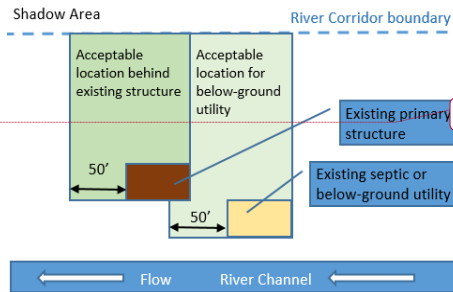 Shadow Area
River Corridor boundary
Acceptable
location behind
existing structure
Acceptable
location for
below-ground
utility
Existing primary
structure
50’
Existing septic or
below-ground utility
50’
Flow
River Channel